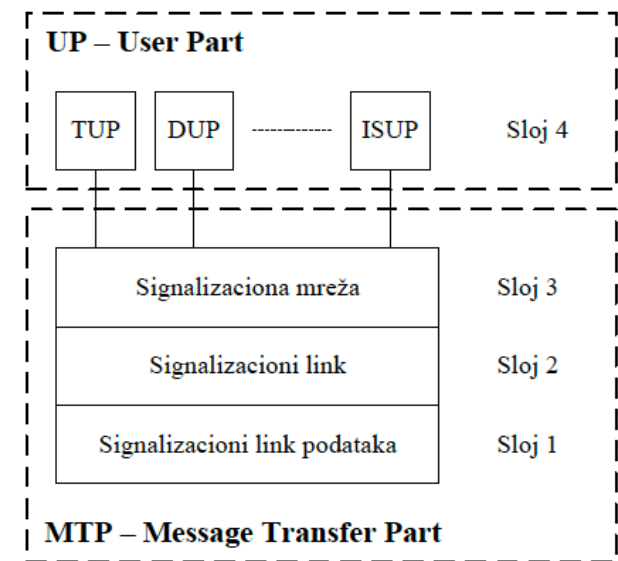 UP – User Part
TUP DUP ------------- ISUP Sloj 4
Signalizaciona mreža Sloj 3
Signalizacioni link Sloj 2
Signalizacioni link podataka Sloj 1
MTP – Message Transfer Part